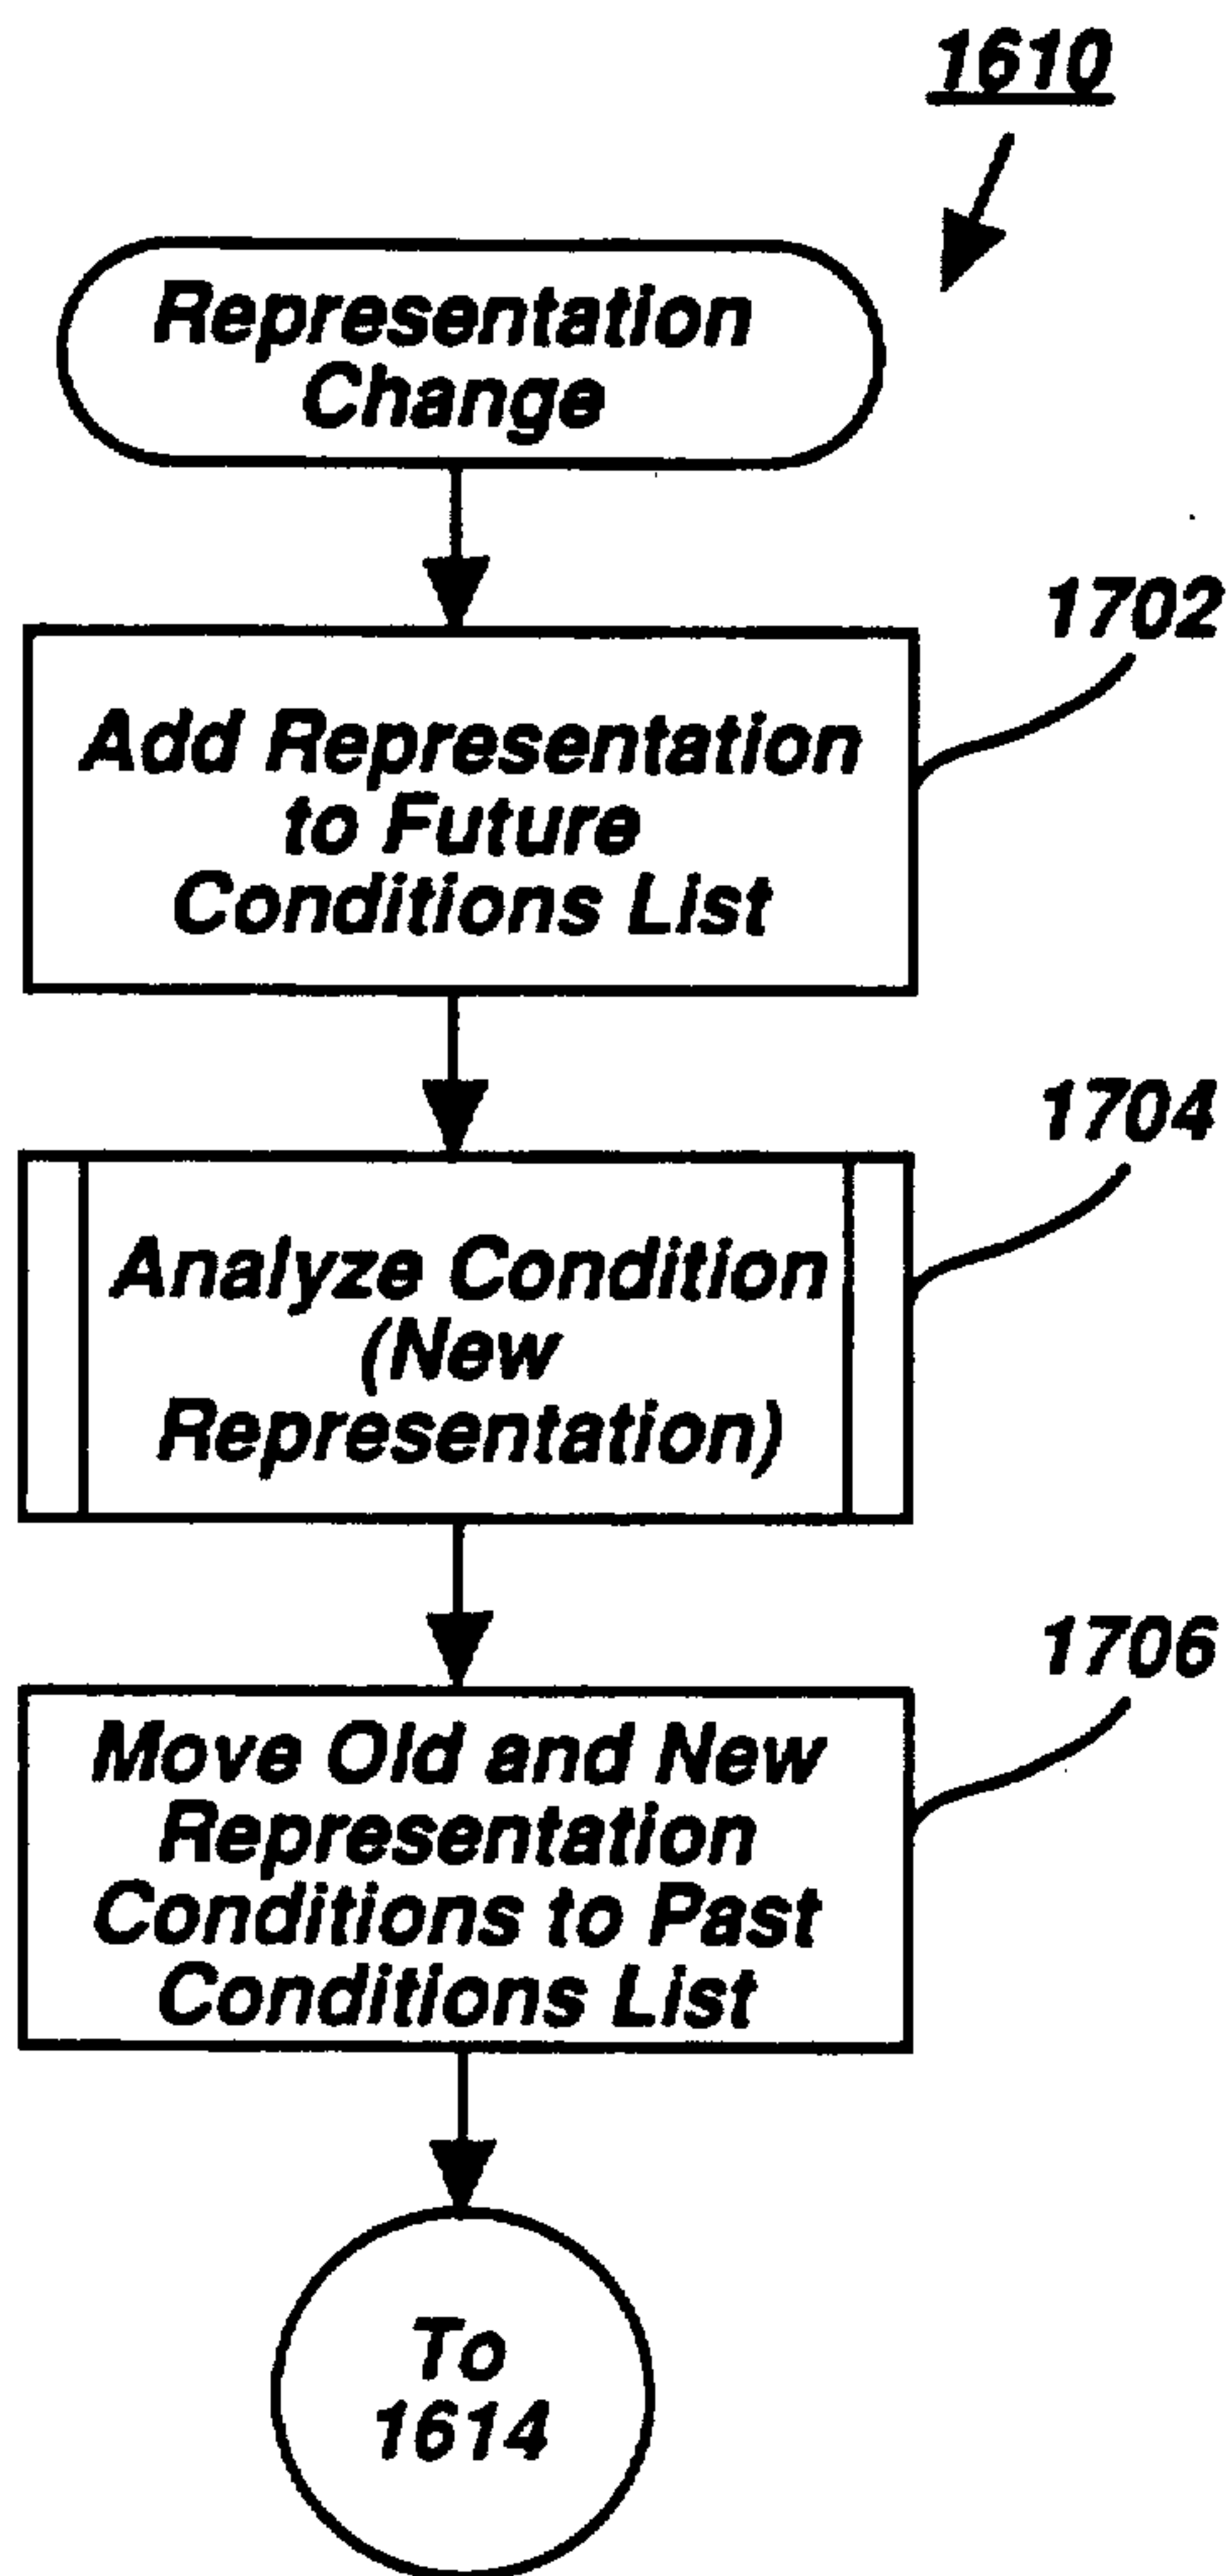 1610
Representation
Change
1702
Add Representation
to Future
Conditions List
1704
Analyze Condition
(New
Representation)
1706
Move Old and New
Representation
Conditions to Past
Conditions List
To
1614